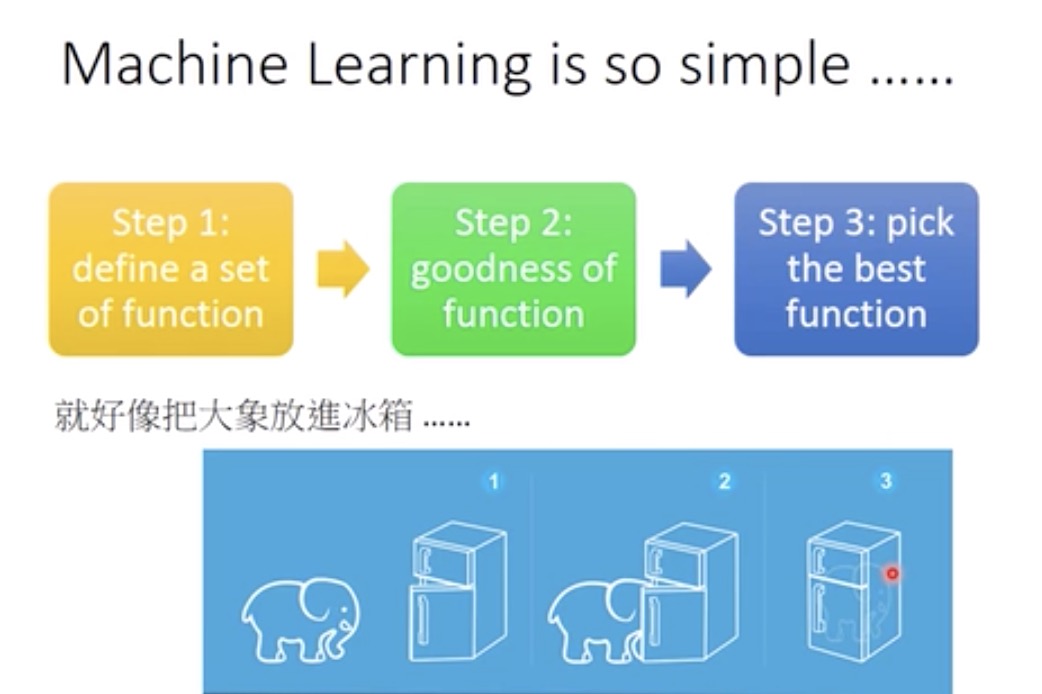 Machine Learning is so simple ……
Step 1:
define a set
of function
Step 2:
goodness of
function
Step 3: pick
the best
function
就好像把大象放進冰箱 ……
1
2
3